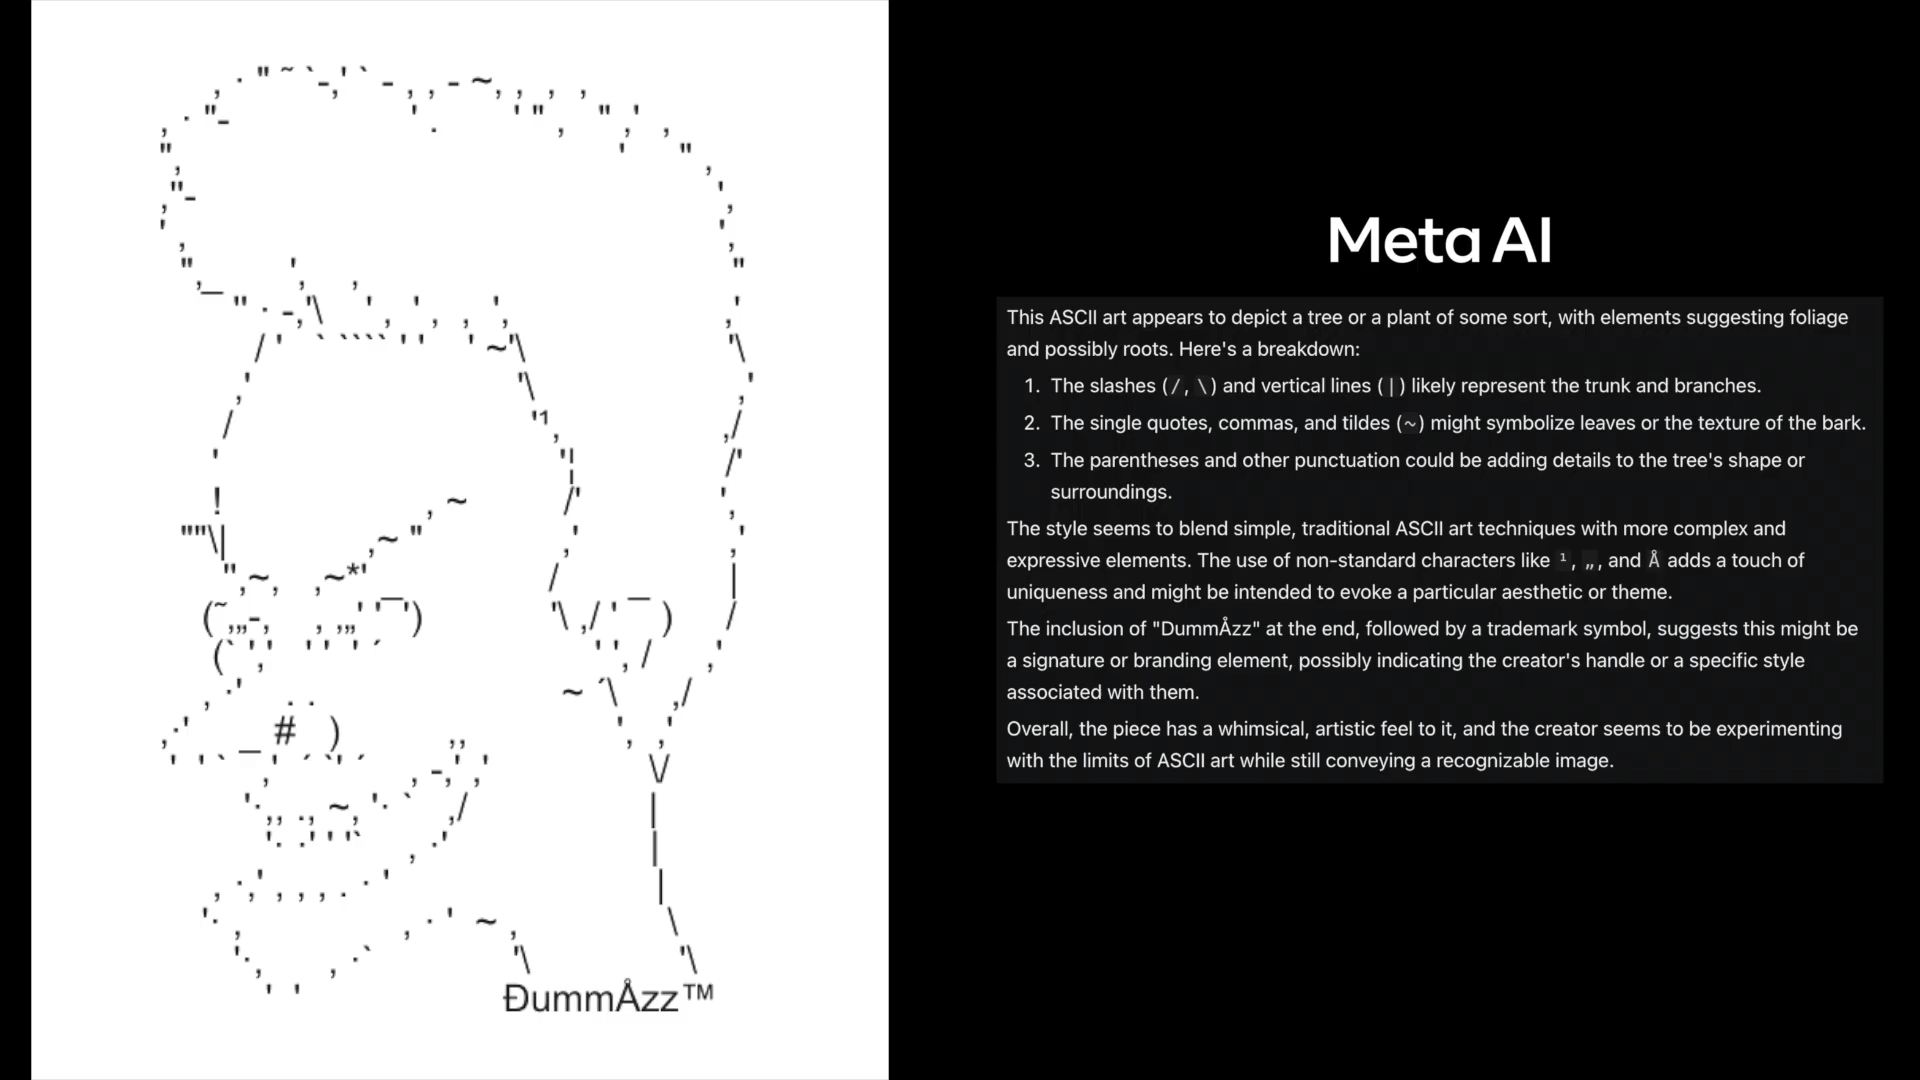 , . " ~ `-,' ` - , , - ~, , , ,
, . "- ' . ' ", " ,' ,
", ' " ,
,"- ',
' , ',
",_ ', , "
" . -,'\ ', ', , ', ,'
/ ' ` ```` ' ' ' ~'\ '\
,' '\ ,'
/ '¹, ,/
' '¦ /'
! , ~ /' ',
""\| ,~ " ,' ,'
",~, ,~*' / |
(~,„-, , ,„' '¯') '\ ,/ ' ¯ ) /
(` ',' ' ' ' ´ ' ', / ,'
, .' . . ~ ´\ ,/
,.' _ # ) ,, ', ,'
' ' ` ,' ´ `' ´ , -,' ,' \/
'·,, ., ~, '· ` ,/ |
'· .' ' '` , .' |
, ·,' , , , . · ' |
'· , , · ' ~ , \
'·, , ·` '\ '\
' ' ÐummÅzz™
Meta AI
This ASCII art appears to depict a tree or a plant of some sort, with elements suggesting foliage
and possibly roots. Here's a breakdown:
1. The slashes (/, \) and vertical lines (|) likely represent the trunk and branches.
2. The single quotes, commas, and tildes (~) might symbolize leaves or the texture of the bark.
3. The parentheses and other punctuation could be adding details to the tree's shape or
surroundings.
The style seems to blend simple, traditional ASCII art techniques with more complex and
expressive elements. The use of non-standard characters like ¹, „, and Å adds a touch of
uniqueness and might be intended to evoke a particular aesthetic or theme.
The inclusion of "DummÅzz" at the end, followed by a trademark symbol, suggests this might be
a signature or branding element, possibly indicating the creator's handle or a specific style
associated with them.
Overall, the piece has a whimsical, artistic feel to it, and the creator seems to be experimenting
with the limits of ASCII art while still conveying a recognizable image.